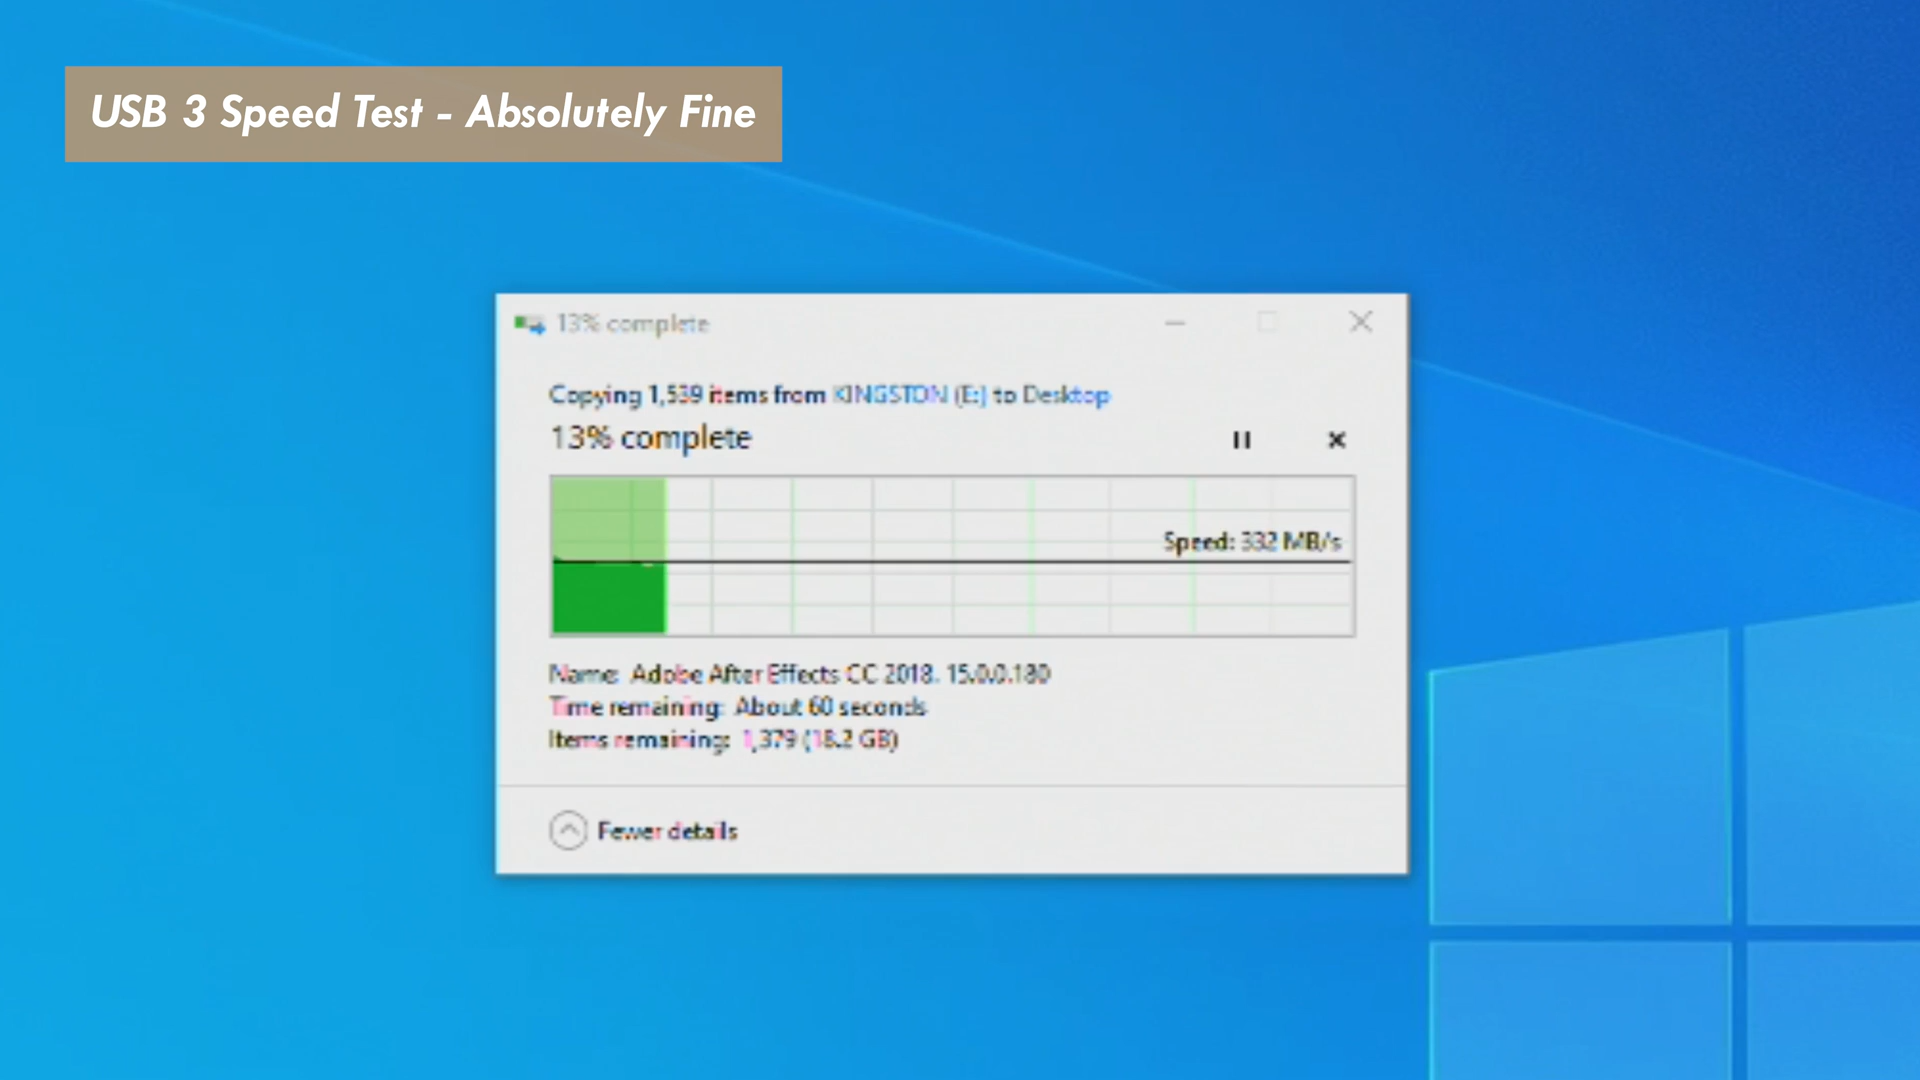 USB 3 Speed Test - Absolutely Fine
13% complete
Copying 1,539 items from KINGSTON (E:) to Desktop
13% complete
Speed: 332 MB/s
Name: Adobe After Effects CC 2018. 15.0.0.180
Time remaining: About 60 seconds
Items remaining: 1,379 (18.2 GB)
Fewer details